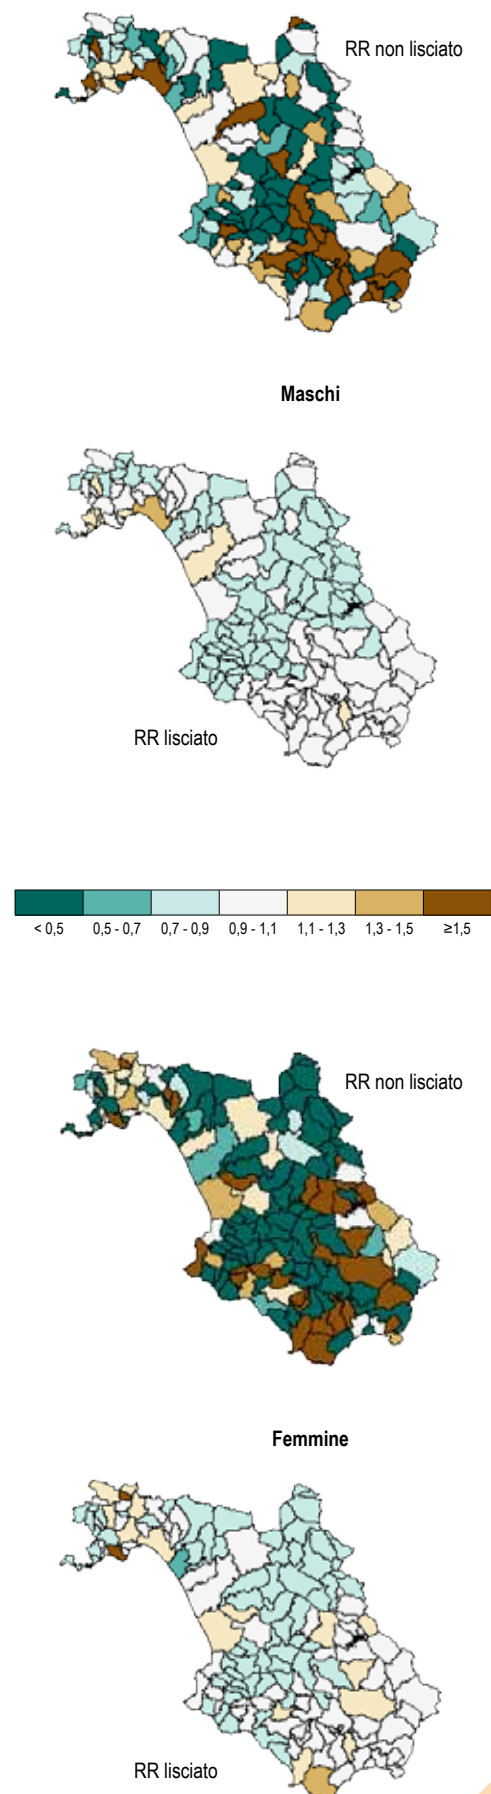 RR non lisciato
Maschi
RR lisciato
< 0,5 0,5 - 0,7 0,7 - 0,9 0,9 - 1,1 1,1 - 1,3 1,3 - 1,5 ≥1,5
RR non lisciato
Femmine
RR lisciato